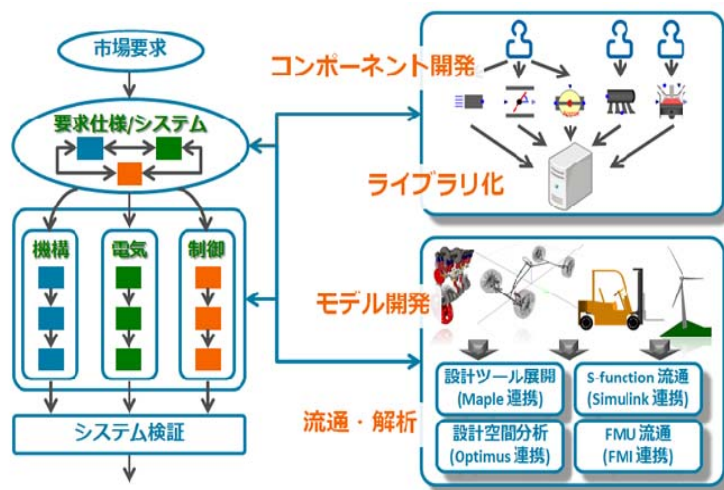 市場要求
要求仕様/システム
機構
電気
制御
システム検証
コンポーネント開発
ライブラリ化
モデル開発
流通・解析
設計ツール展開
(Maple 連携)
S-function 流通
(Simulink 連携)
設計空間分析
(Optimus 連携)
FMU 流通
(FMI 連携)